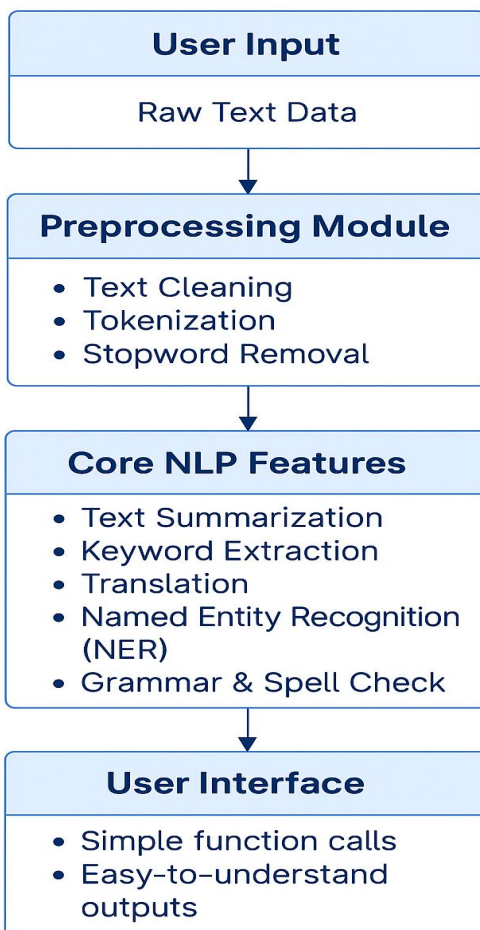 User Input
Raw Text Data
Preprocessing Module
• Text Cleaning
• Tokenization
• Stopword Removal
Core NLP Features
• Text Summarization
• Keyword Extraction
• Translation
• Named Entity Recognition
(NER)
• Grammar & Spell Check
User Interface
• Simple function calls
• Easy-to-understand
outputs